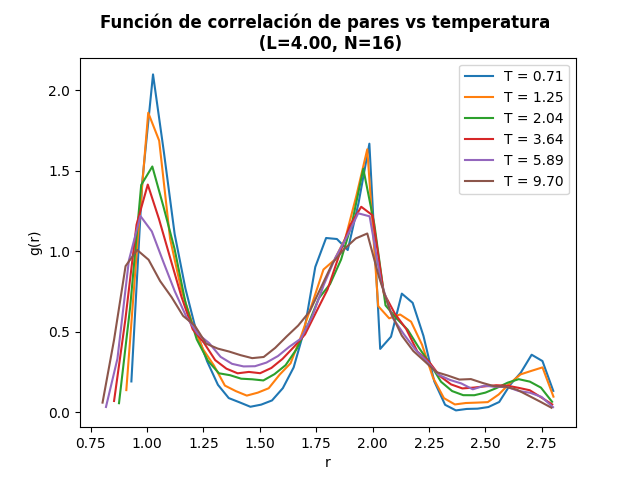 Función de correlación de pares vs temperatura
(L=4.00, N=16)
g(r)
2.0
1.5
1.0
0.5
0.0
T = 0.71
T = 1.25
T = 2.04
T = 3.64
T = 5.89
T = 9.70
0.75 1.00 1.25 1.50 1.75 2.00 2.25 2.50 2.75
r